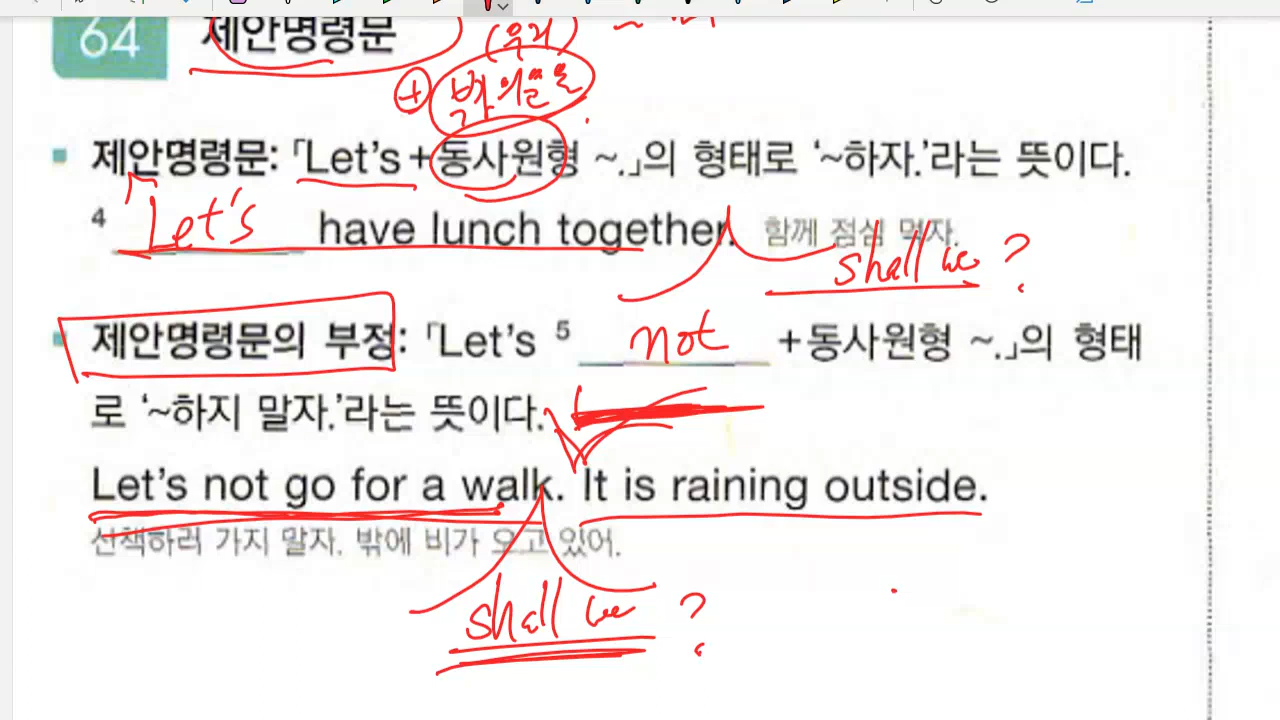 64 제안명령문 (우리)
+ 부가의문문
제안명령문: 「Let's+동사원형 ~.」의 형태로 '~하자.'라는 뜻이다.
4 Let's have lunch together. 함께 점심 먹자.
shall we ?
제안명령문의 부정: 「Let's 5 not +동사원형 ~.」의 형태
로 '~하지 말자.'라는 뜻이다.
Let's not go for a walk. It is raining outside.
산책하러 가지 말자. 밖에 비가 오고 있어.
shall we ?